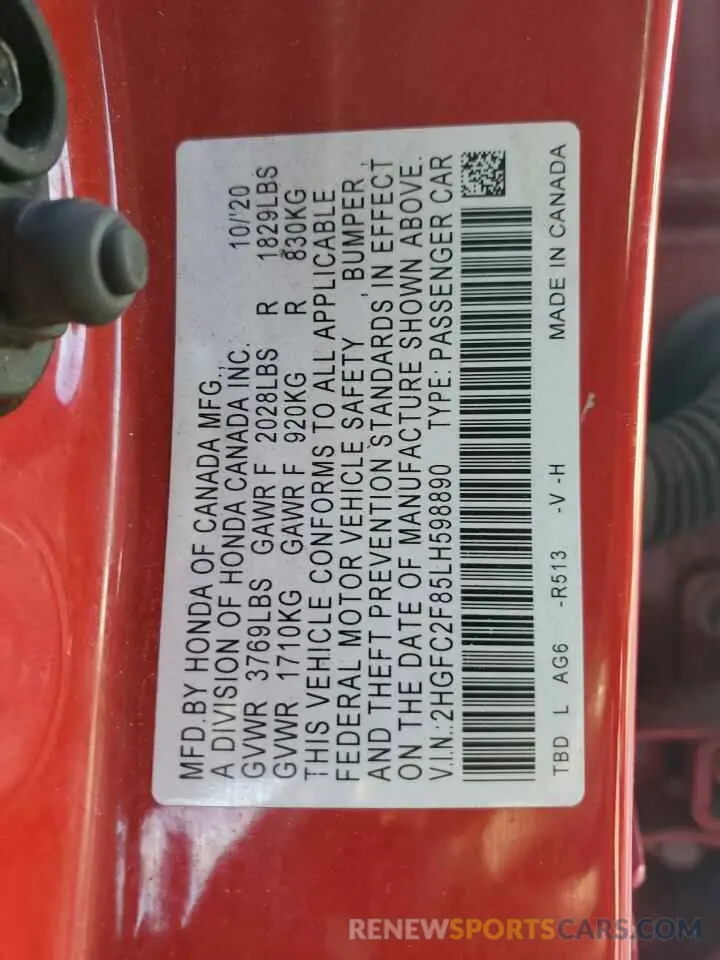 MFD.BY HONDA OF CANADA MFG., 10/'20
A DIVISION OF HONDA CANADA INC.
GVWR 3769LBS GAWR F 2028LBS R 1829LBS
GVWR 1710KG GAWR F 920KG R 830KG
THIS VEHICLE CONFORMS TO ALL APPLICABLE
FEDERAL MOTOR VEHICLE SAFETY , BUMPER ,
AND THEFT PREVENTION STANDARDS IN EFFECT
ON THE DATE OF MANUFACTURE SHOWN ABOVE.
V.I.N.:2HGFC2F85LH598890 TYPE:PASSENGER CAR
TBD L AG6 -R513 -V -H MADE IN CANADA
RENEWSPORTSCARS.COM